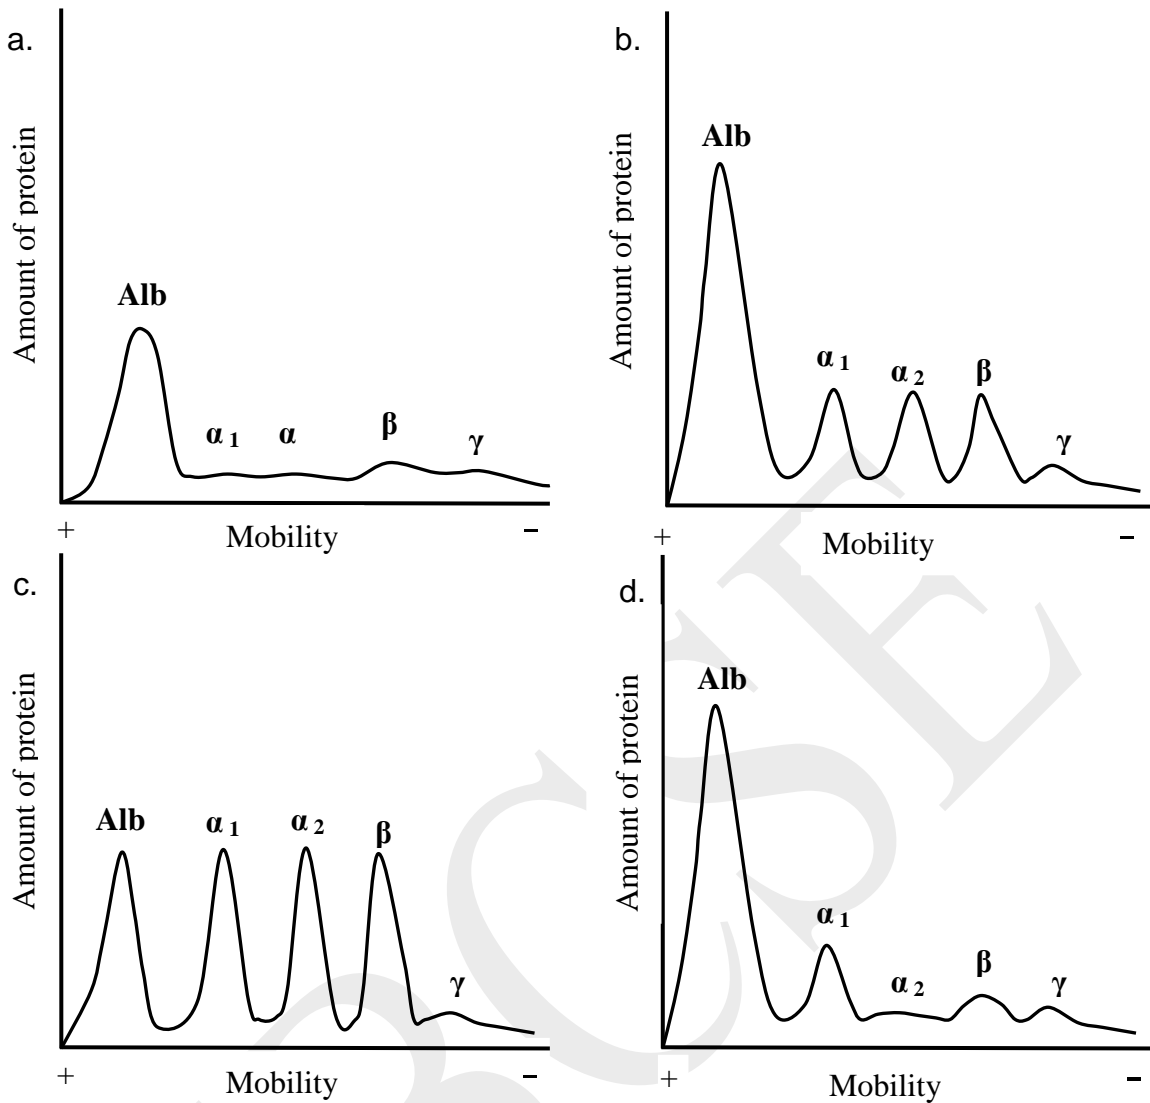 a.
Amount of protein
Alb
α 1
α
β
γ
+
Mobility
−
b.
Amount of protein
Alb
α 1
α 2
β
γ
+
Mobility
−
c.
Amount of protein
Alb
α 1
α 2
β
γ
+
Mobility
−
d.
Amount of protein
Alb
α 1
α 2
β
γ
+
Mobility
−